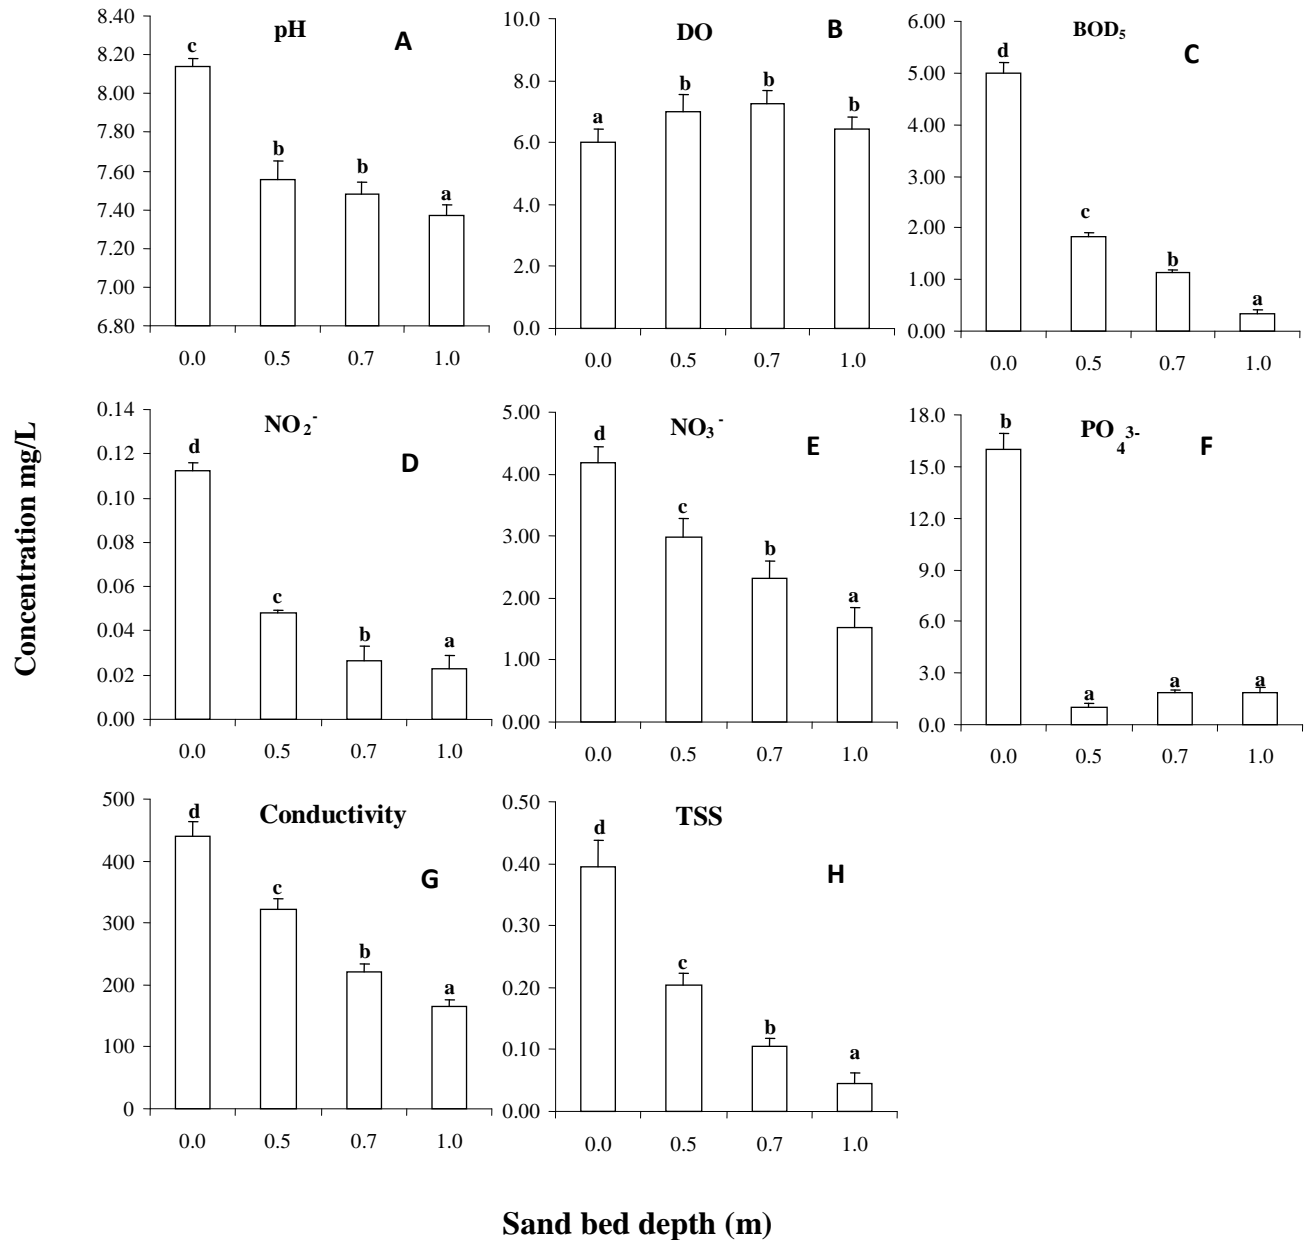 pH A
8.40
8.20
8.00
7.80
7.60
7.40
7.20
7.00
6.80
c b b a
0.0 0.5 0.7 1.0
DO B
10.0
8.0
6.0
4.0
2.0
0.0
a b b b
0.0 0.5 0.7 1.0
BOD₅ C
6.00
5.00
4.00
3.00
2.00
1.00
0.00
d c b a
0.0 0.5 0.7 1.0
Concentration mg/L
NO₂⁻ D
0.14
0.12
0.10
0.08
0.06
0.04
0.02
0.00
d c b a
0.0 0.5 0.7 1.0
NO₃⁻ E
5.00
4.00
3.00
2.00
1.00
0.00
d c b a
0.0 0.5 0.7 1.0
PO₄³⁻ F
18.0
15.0
12.0
9.0
6.0
3.0
0.0
b a a a
0.0 0.5 0.7 1.0
Conductivity G
500
400
300
200
100
0
d c b a
0.0 0.5 0.7 1.0
TSS H
0.50
0.40
0.30
0.20
0.10
0.00
d c b a
0.0 0.5 0.7 1.0
Sand bed depth (m)